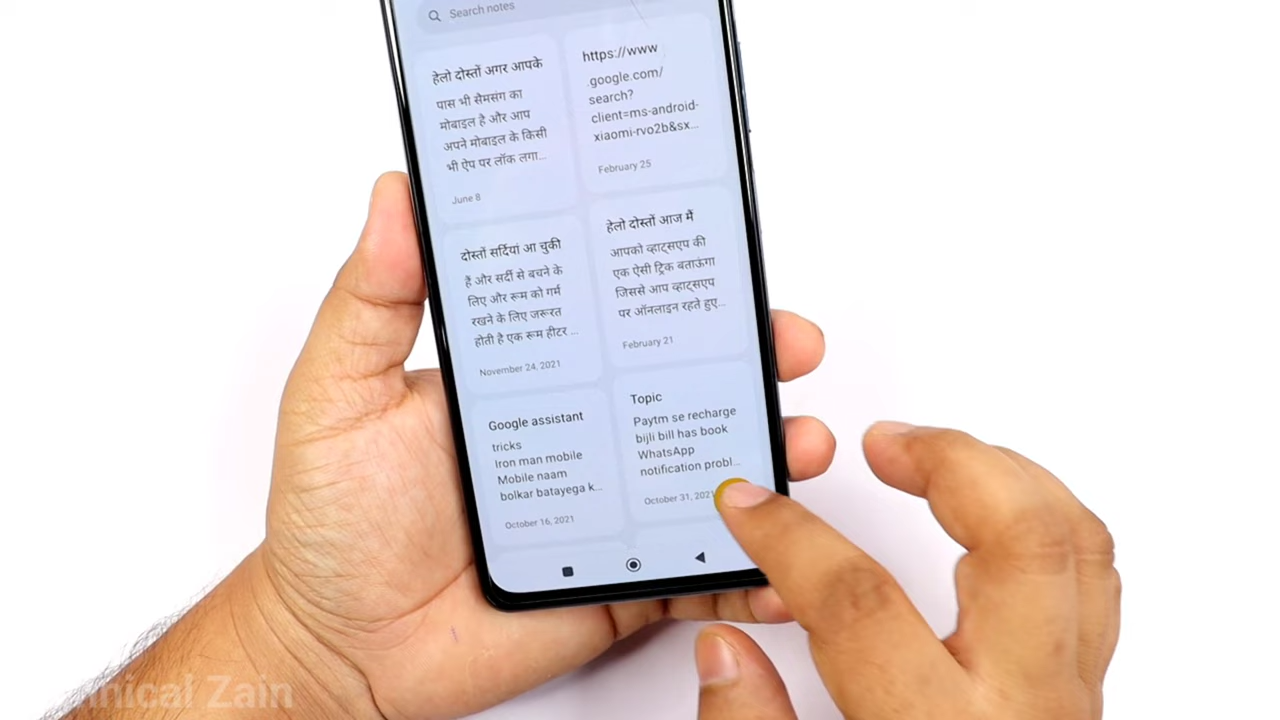 Search notes
हेलो दोस्तों अगर आपके
पास भी सैमसंग का
मोबाइल है और आप
अपने मोबाइल के किसी
भी ऐप पर लॉक लगा...
June 8
https://www
.google.com/
search?
client=ms-android-
xiaomi-rvo2b&sx...
February 25
दोस्तों सर्दियां आ चुकी
हैं और सर्दी से बचने के
लिए और रूम को गर्म
रखने के लिए जरूरत
होती है एक रूम हीटर ...
November 24, 2021
हेलो दोस्तों आज मैं
आपको व्हाट्सएप की
एक ऐसी ट्रिक बताऊंगा
जिससे आप व्हाट्सएप
पर ऑनलाइन रहते हुए...
February 21
Google assistant
tricks
Iron man mobile
Mobile naam
bolkar batayega k...
October 16, 2021
Topic
Paytm se recharge
bijli bill has book
WhatsApp
notification probl...
October 31, 2021
Zain